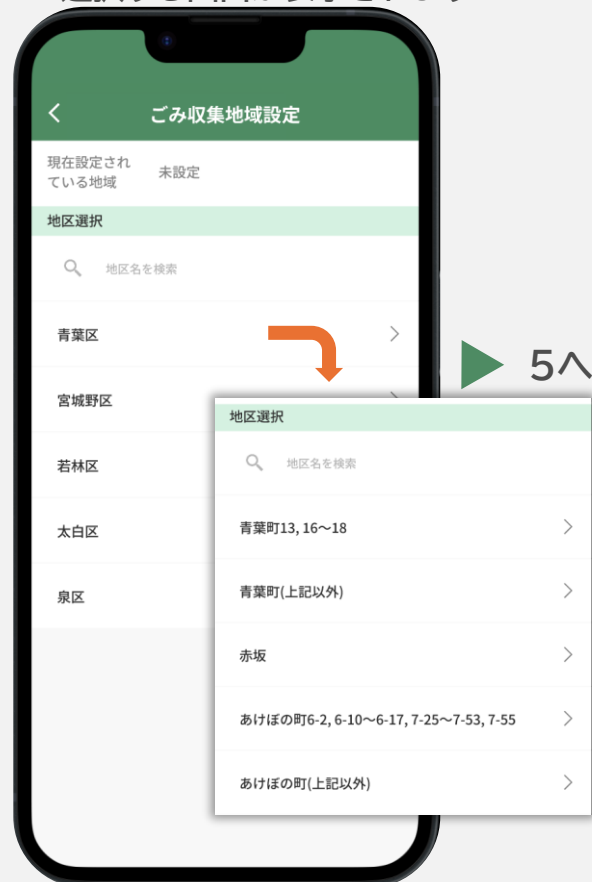 ごみ収集地域設定
現在設定され
ている地域
未設定
地区選択
地区名を検索
青葉区
宮城野区
若林区
太白区
泉区
5へ
地区選択
地区名を検索
青葉町13, 16〜18
青葉町(上記以外)
赤坂
あけぼの町6-2, 6-10〜6-17, 7-25〜7-53, 7-55
あけぼの町(上記以外)